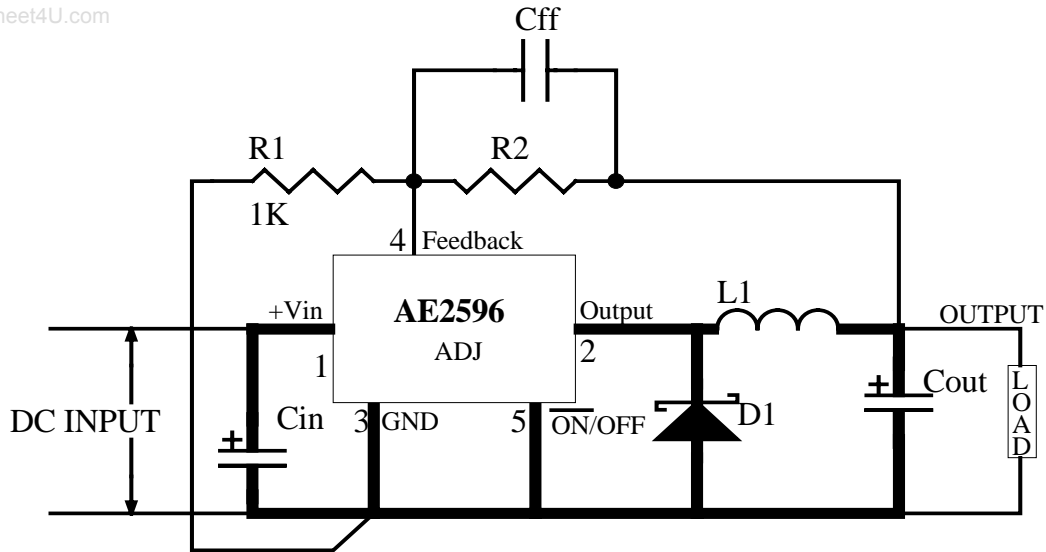 heet4U.com
Cff
R1
R2
1K
4
Feedback
+Vin
AE2596
Output
L1
OUTPUT
ADJ
1
2
DC INPUT
+
Cin
3
GND
5
ON/OFF
D1
+
Cout
LOAD